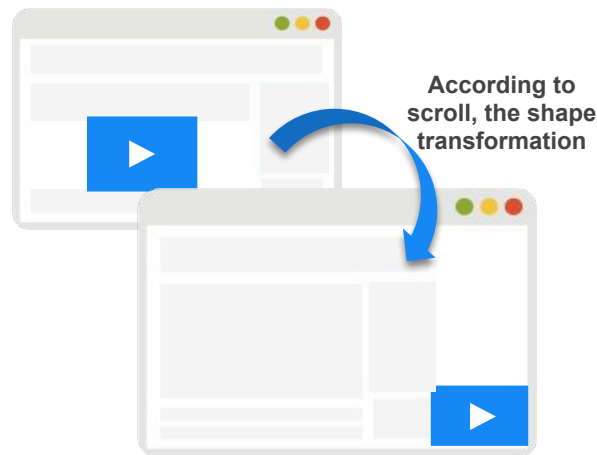 According to
scroll, the shape
transformation